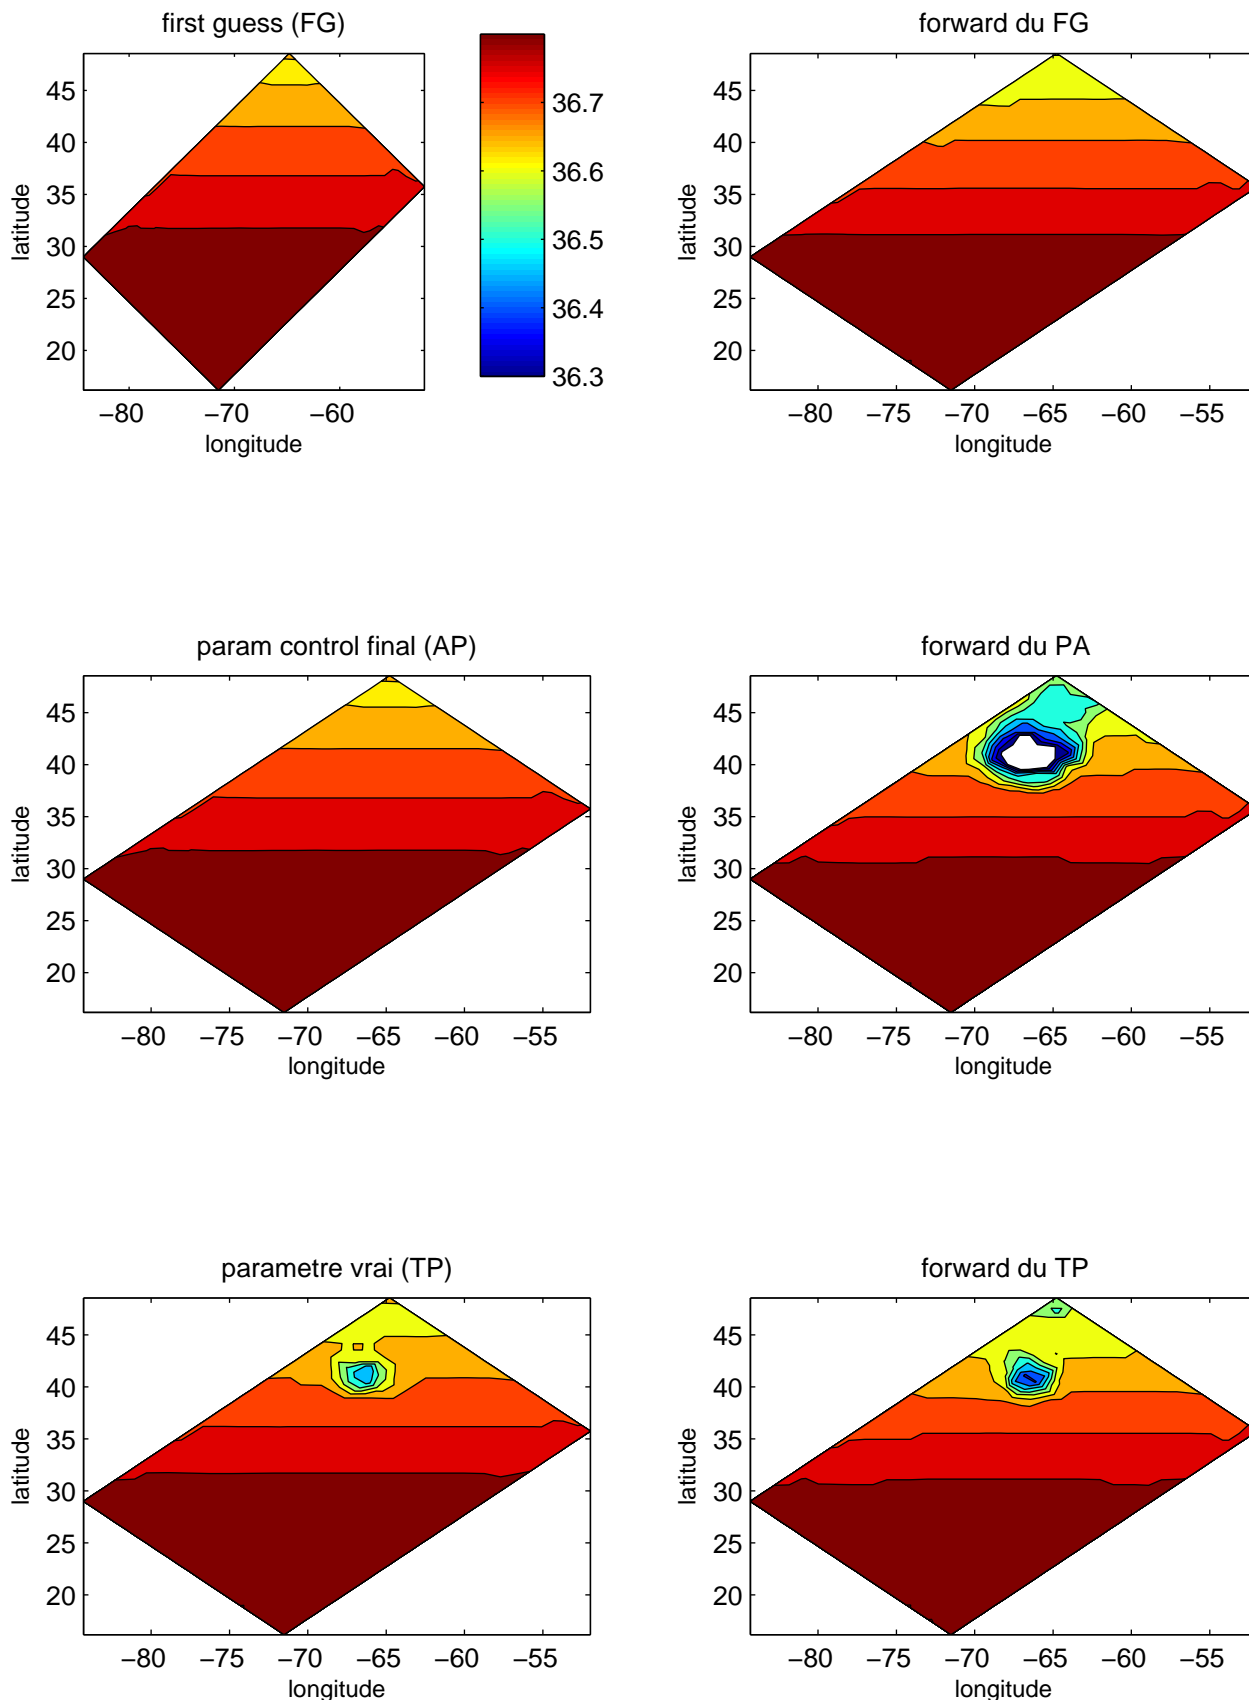 first guess (FG)
45
40
35
30
25
20
latitude
−80 −70 −60
longitude
36.7
36.6
36.5
36.4
36.3
forward du FG
45
40
35
30
25
20
latitude
−80 −75 −70 −65 −60 −55
longitude
param control final (AP)
45
40
35
30
25
20
latitude
−80 −75 −70 −65 −60 −55
longitude
forward du PA
45
40
35
30
25
20
latitude
−80 −75 −70 −65 −60 −55
longitude
parametre vrai (TP)
45
40
35
30
25
20
latitude
−80 −75 −70 −65 −60 −55
longitude
forward du TP
45
40
35
30
25
20
latitude
−80 −75 −70 −65 −60 −55
longitude